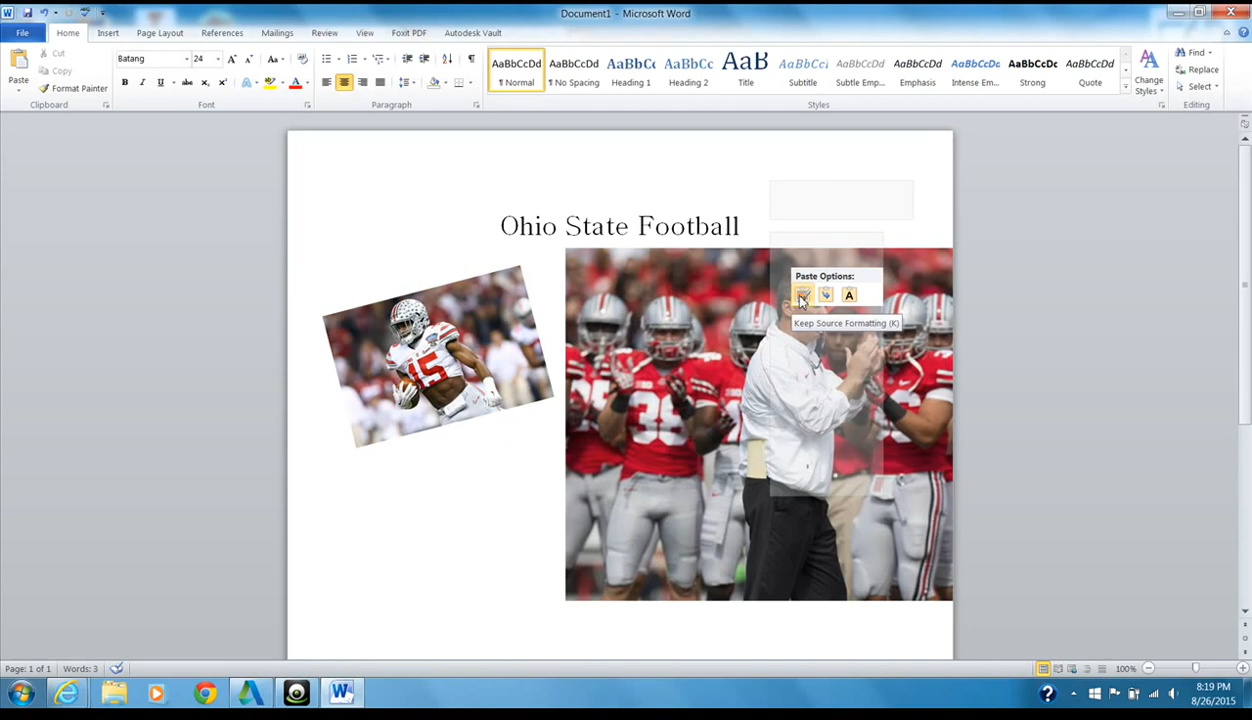 Document1 - Microsoft Word
File Home Insert Page Layout References Mailings Review View Foxit PDF Autodesk Vault
Paste
Cut
Copy
Format Painter
Clipboard
Batang 24
Font
Paragraph
AaBbCcDd AaBbCcDd AaBbC AaBbCc AaB AaBbCc AaBbCcDd AaBbCcDd AaBbCcDd AaBbCcDc AaBbCcDd
¶ Normal ¶ No Spacing Heading 1 Heading 2 Title Subtitle Subtle Emp... Emphasis Intense Em... Strong Quote
Styles
Change Styles
Find
Replace
Select
Editing
Ohio State Football
Paste Options:
Keep Source Formatting (K)
15
38
Page: 1 of 1 Words: 3
100%
8:19 PM
8/26/2015